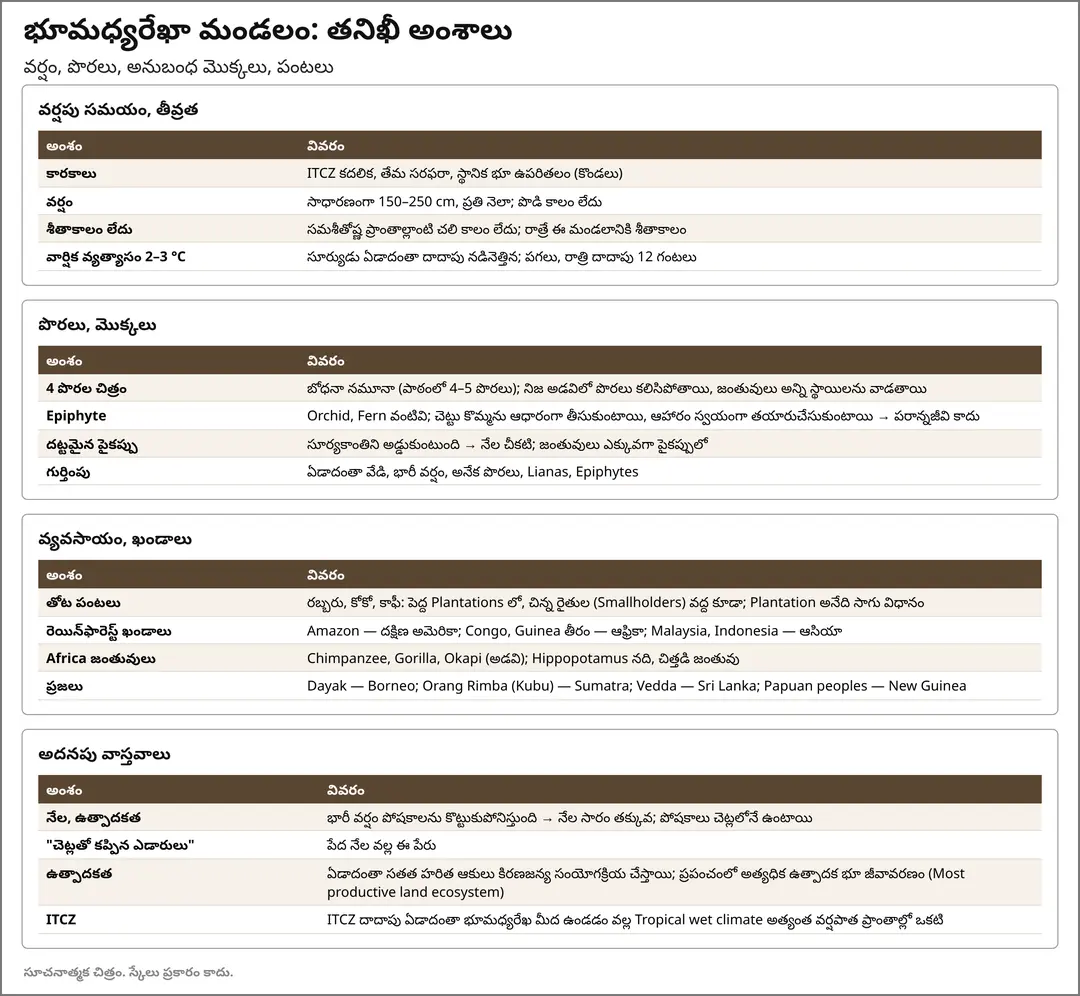 భూమధ్యరేఖా మండలం: తనిఖీ అంశాలు
వర్షం, పొరలు, అనుబంధ మొక్కలు, పంటలు
వర్షపు సమయం, తీవ్రత
అంశం వివరం
కారకాలు ITCZ కదలిక, తేమ సరఫరా, స్థానిక భూ ఉపరితలం (కొండలు)
వర్షం సాధారణంగా 150–250 cm, ప్రతి నెలా; పొడి కాలం లేదు
శీతాకాలం లేదు సమశీతోష్ణ ప్రాంతాల్లాంటి చలి కాలం లేదు; రాత్రే ఈ మండలానికి శీతాకాలం
వార్షిక వ్యత్యాసం 2–3 °C సూర్యుడు ఏడాదంతా దాదాపు నడినెత్తిన; పగలు, రాత్రి దాదాపు 12 గంటలు
పొరలు, మొక్కలు
అంశం వివరం
4 పొరల చిత్రం బోధనా నమూనా (పాఠంలో 4–5 పొరలు); నిజ అడవిలో పొరలు కలిసిపోతాయి, జంతువులు అన్ని స్థాయిలను వాడతాయి
Epiphyte Orchid, Fern వంటివి; చెట్టు కొమ్మను ఆధారంగా తీసుకుంటాయి, ఆహారం స్వయంగా తయారుచేసుకుంటాయి → పరాన్నజీవి కాదు
దట్టమైన పైకప్పు సూర్యకాంతిని అడ్డుకుంటుంది → నేల చీకటి; జంతువులు ఎక్కువగా పైకప్పులో
గుర్తింపు ఏడాదంతా వేడి, భారీ వర్షం, అనేక పొరలు, Lianas, Epiphytes
వ్యవసాయం, ఖండాలు
అంశం వివరం
తోట పంటలు రబ్బరు, కోకో, కాఫీ: పెద్ద Plantations లో, చిన్న రైతుల (Smallholders) వద్ద కూడా; Plantation అనేది సాగు విధానం
రెయిన్‌ఫారెస్ట్ ఖండాలు Amazon — దక్షిణ అమెరికా; Congo, Guinea తీరం — ఆఫ్రికా; Malaysia, Indonesia — ఆసియా
Africa జంతువులు Chimpanzee, Gorilla, Okapi (అడవి); Hippopotamus నది, చిత్తడి జంతువు
ప్రజలు Dayak — Borneo; Orang Rimba (Kubu) — Sumatra; Vedda — Sri Lanka; Papuan peoples — New Guinea
అదనపు వాస్తవాలు
అంశం వివరం
నేల, ఉత్పాదకత భారీ వర్షం పోషకాలను కొట్టుకుపోనిస్తుంది → నేల సారం తక్కువ; పోషకాలు చెట్లలోనే ఉంటాయి
"చెట్లతో కప్పిన ఎడారులు" పేద నేల వల్ల ఈ పేరు
ఉత్పాదకత ఏడాదంతా సతత హరిత ఆకులు కిరణజన్య సంయోగక్రియ చేస్తాయి; ప్రపంచంలో అత్యధిక ఉత్పాదక భూ జీవావరణం (Most
productive land ecosystem)
ITCZ ITCZ దాదాపు ఏడాదంతా భూమధ్యరేఖ మీద ఉండడం వల్ల Tropical wet climate అత్యంత వర్షపాత ప్రాంతాల్లో ఒకటి
సూచనాత్మక చిత్రం. స్కేలు ప్రకారం కాదు.